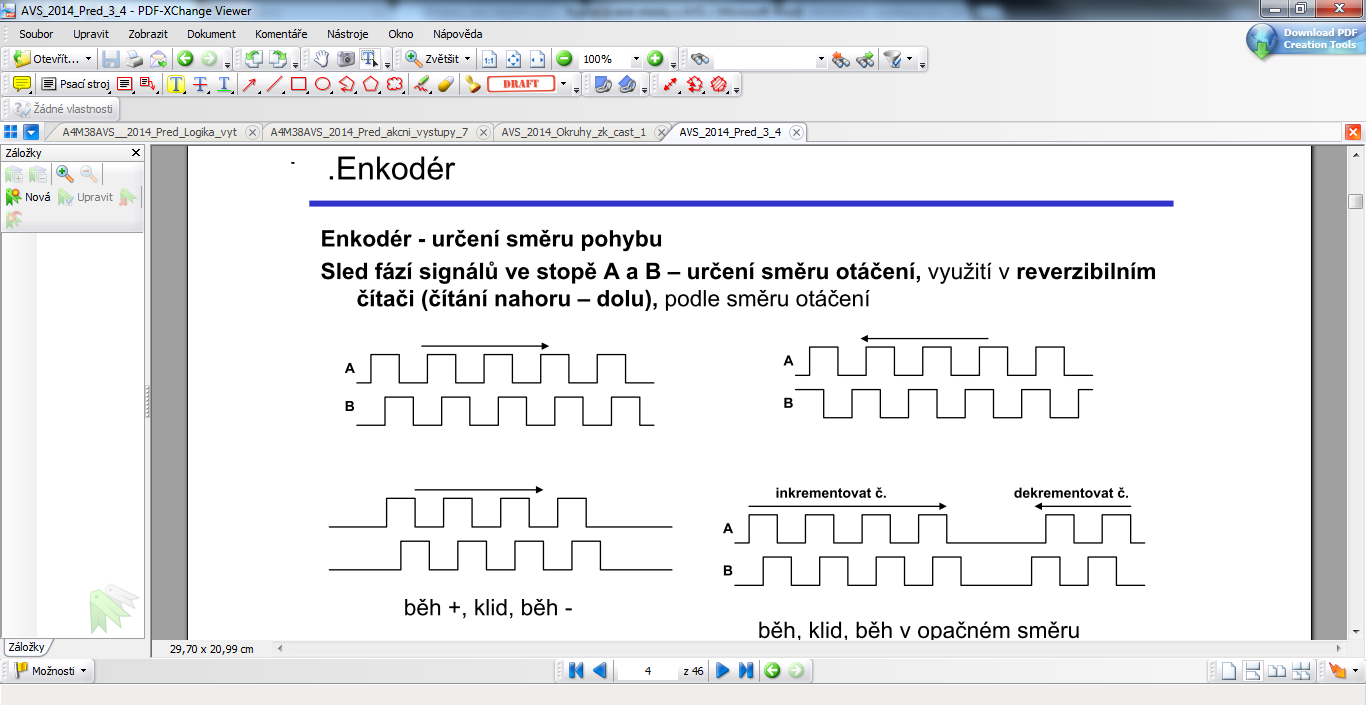 AVS_2014_Pred_3_4 - PDF-XChange Viewer
Soubor Upravit Zobrazit Dokument Komentáře Nástroje Okno Nápověda
Download PDF
Creation Tools
Otevřít... Zvětšit 100%
Psací stroj DRAFT
Žádné vlastnosti
A4M38AVS__2014_Pred_Logika_vyt A4M38AVS_2014_Pred_akcni_vystupy_7 AVS_2014_Okruhy_zk_cast_1 AVS_2014_Pred_3_4
Záložky
Nová Upravit
.Enkodér
Enkodér - určení směru pohybu
Sled fází signálů ve stopě A a B – určení směru otáčení, využití v reverzibilním
čítači (čítání nahoru – dolu), podle směru otáčení
A
B
A
B
inkrementovat č. dekrementovat č.
A
B
běh +, klid, běh -
běh, klid, běh v opačném směru
Záložky
29,70 x 20,99 cm
Možnosti
4 z 46